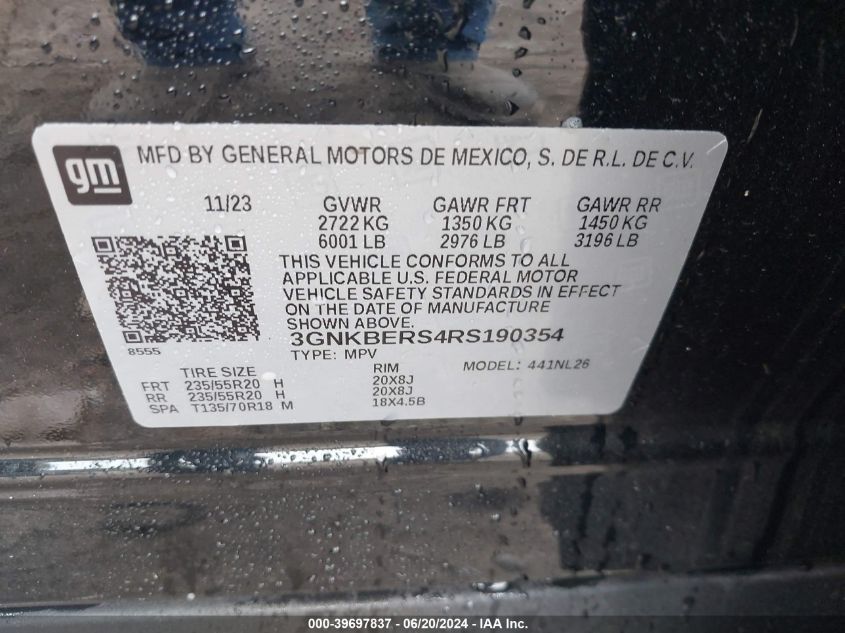 gm
MFD BY GENERAL MOTORS DE MEXICO, S. DE R.L. DE C.V.
11/23 GVWR GAWR FRT GAWR RR
2722 KG 1350 KG 1450 KG
6001 LB 2976 LB 3196 LB
THIS VEHICLE CONFORMS TO ALL
APPLICABLE U.S. FEDERAL MOTOR
VEHICLE SAFETY STANDARDS IN EFFECT
ON THE DATE OF MANUFACTURE
SHOWN ABOVE.
3GNKBERS4RS190354
8555
TYPE: MPV MODEL: 441NL26
TIRE SIZE RIM
FRT 235/55R20 H 20X8J
RR 235/55R20 H 20X8J
SPA T135/70R18 M 18X4.5B
000-39697837 - 06/20/2024 - IAA Inc.